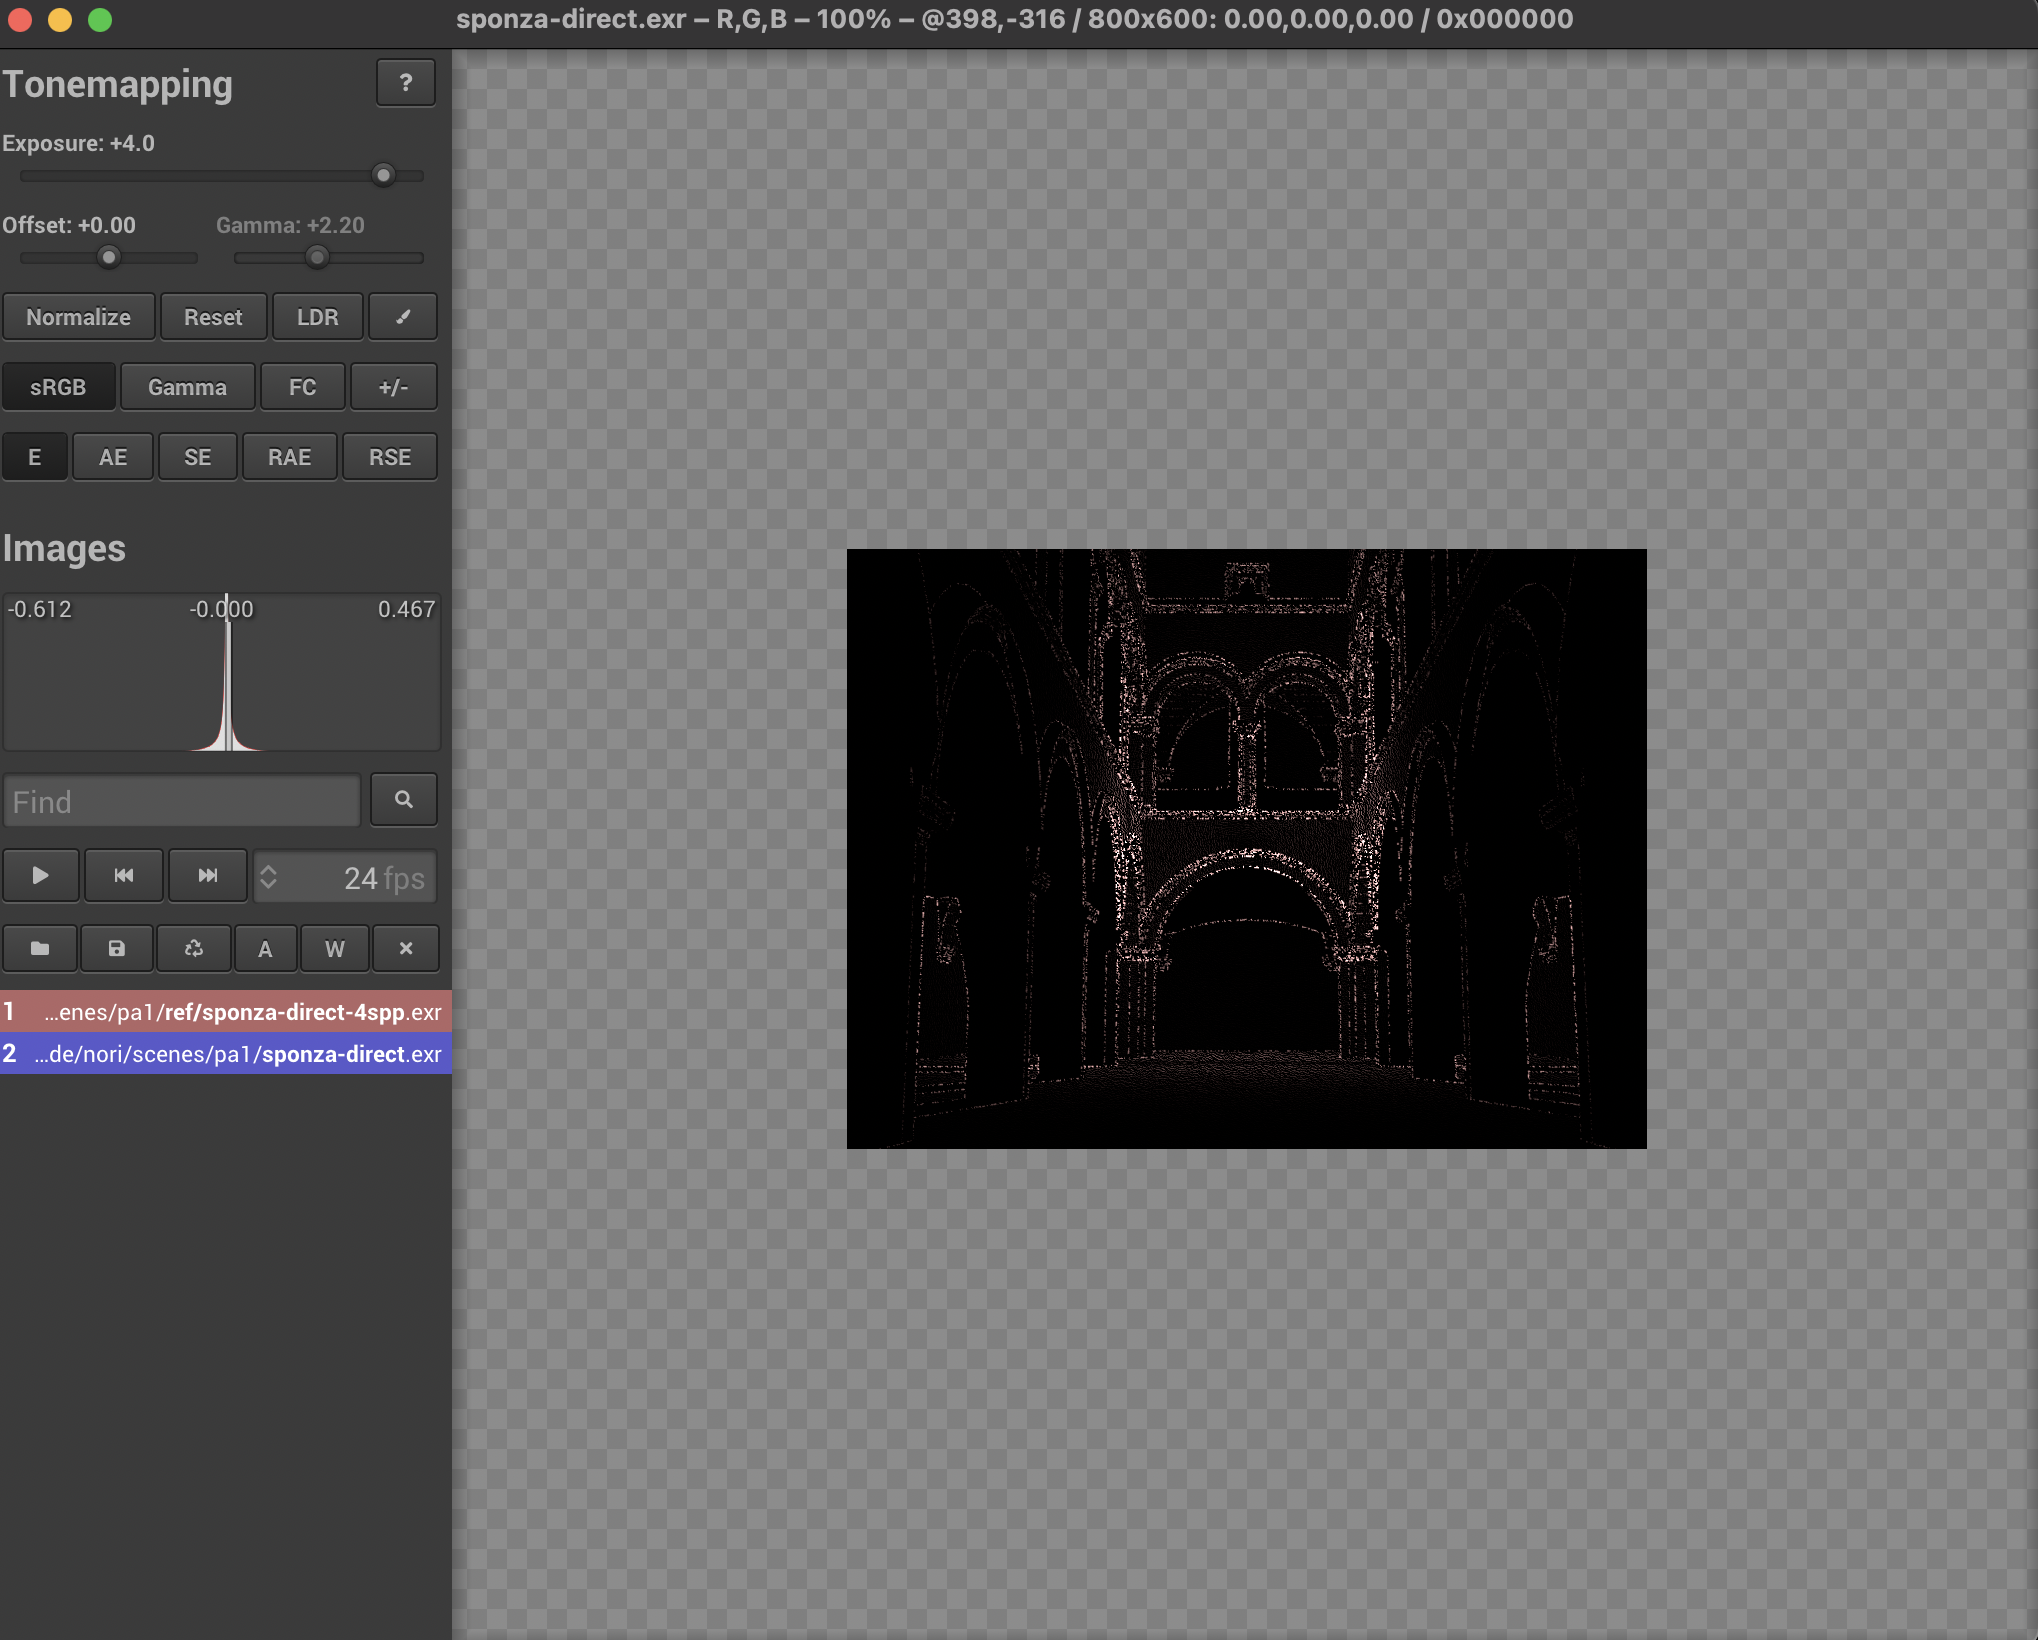 sponza-direct.exr – R,G,B – 100% – @398,-316 / 800x600: 0.00,0.00,0.00 / 0x000000
Tonemapping ?
Exposure: +4.0
Offset: +0.00 Gamma: +2.20
Normalize Reset LDR
sRGB Gamma FC +/-
E AE SE RAE RSE
Images
-0.612 -0.000 0.467
Find
24 fps
A W
1 ...enes/pa1/ref/sponza-direct-4spp.exr
2 ...de/nori/scenes/pa1/sponza-direct.exr